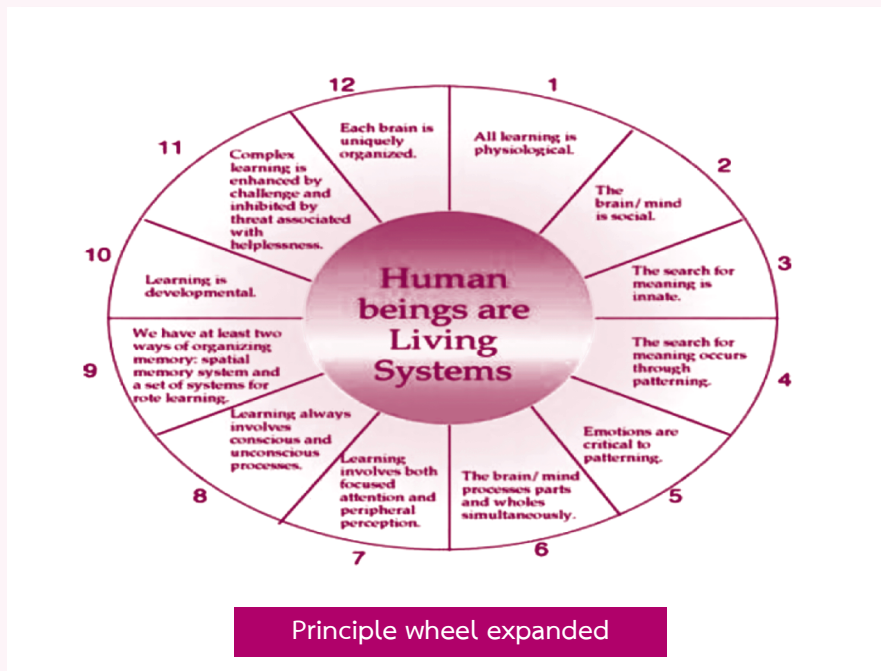 12
Each brain is
uniquely
organized.
1
All learning is
physiological.
2
The
brain/ mind
is social.
3
The search for
meaning is
innate.
4
The search for
meaning occurs
through
patterning.
5
Emotions are
critical to
patterning.
6
The brain/ mind
processes parts
and wholes
simultaneously.
7
Learning
involves both
focused
attention and
peripheral
perception.
8
Learning always
involves
conscious and
unconscious
processes.
9
We have at least two
ways of organizing
memory: spatial
memory system and
a set of systems for
rote learning.
10
Learning is
developmental.
11
Complex
learning is
enhanced by
challenge and
inhibited by
threat associated
with
helplessness.
Human
beings are
Living
Systems
Principle wheel expanded